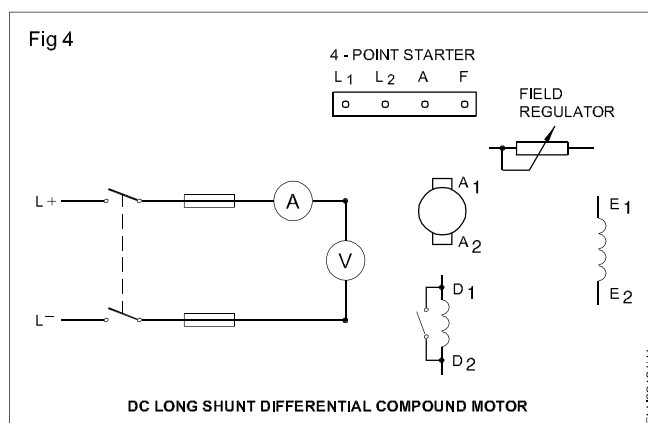 Fig 4
4 - POINT STARTER
L1 L2 A F
FIELD
REGULATOR
L+
A
A1
E1
V
A2
D1
E2
L−
D2
DC LONG SHUNT DIFFERENTIAL COMPOUND MOTOR